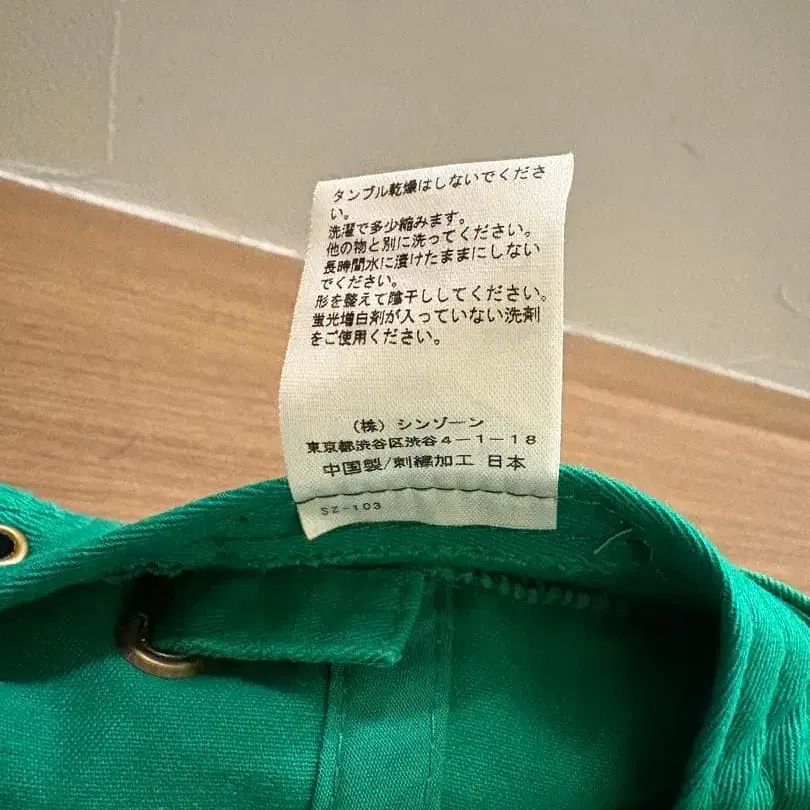 タンブル乾燥はしないでくださ
い。
洗濯で多少縮みます。
他の物と別に洗ってください。
長時間水に漬けたままにしない
でください。
形を整えて陰干ししてください。
蛍光増白剤が入っていない洗剤
をご使用ください。
(株) シンゾーン
東京都渋谷区渋谷4-1-18
中国製/刺繍加工 日本
SZ-103